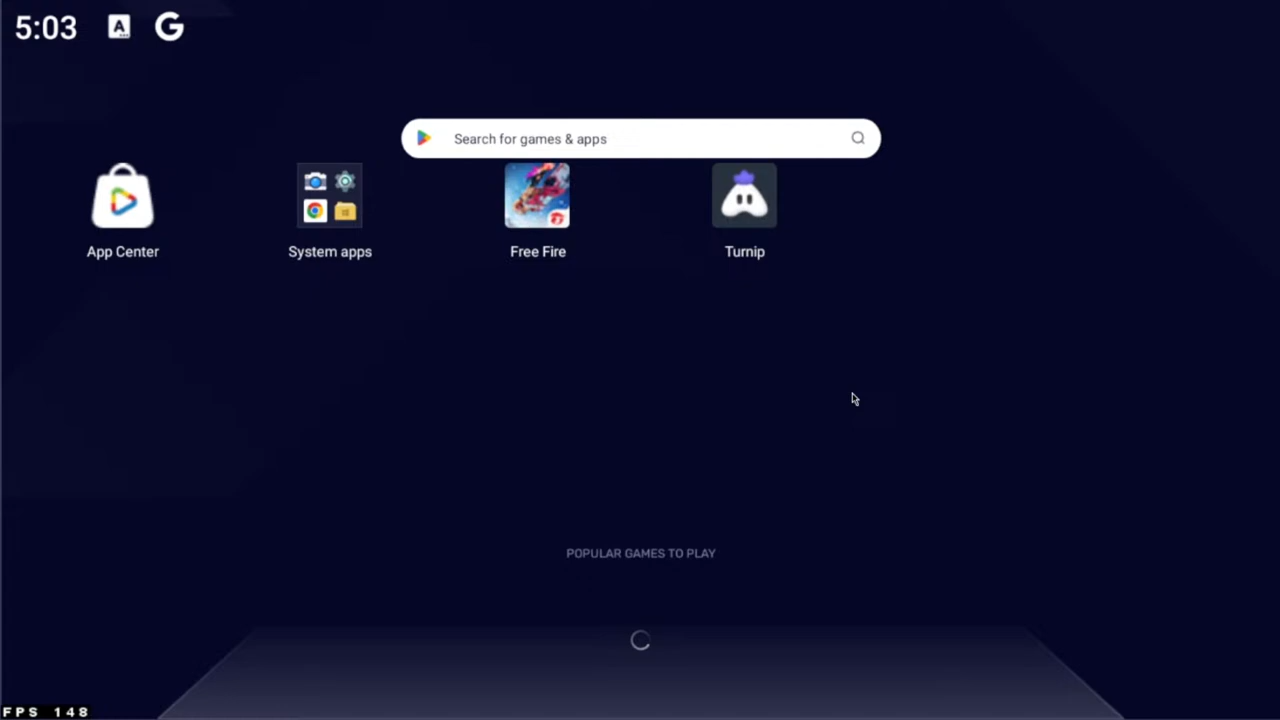 5:03
Search for games & apps
App Center
System apps
Free Fire
Turnip
POPULAR GAMES TO PLAY
FPS 148